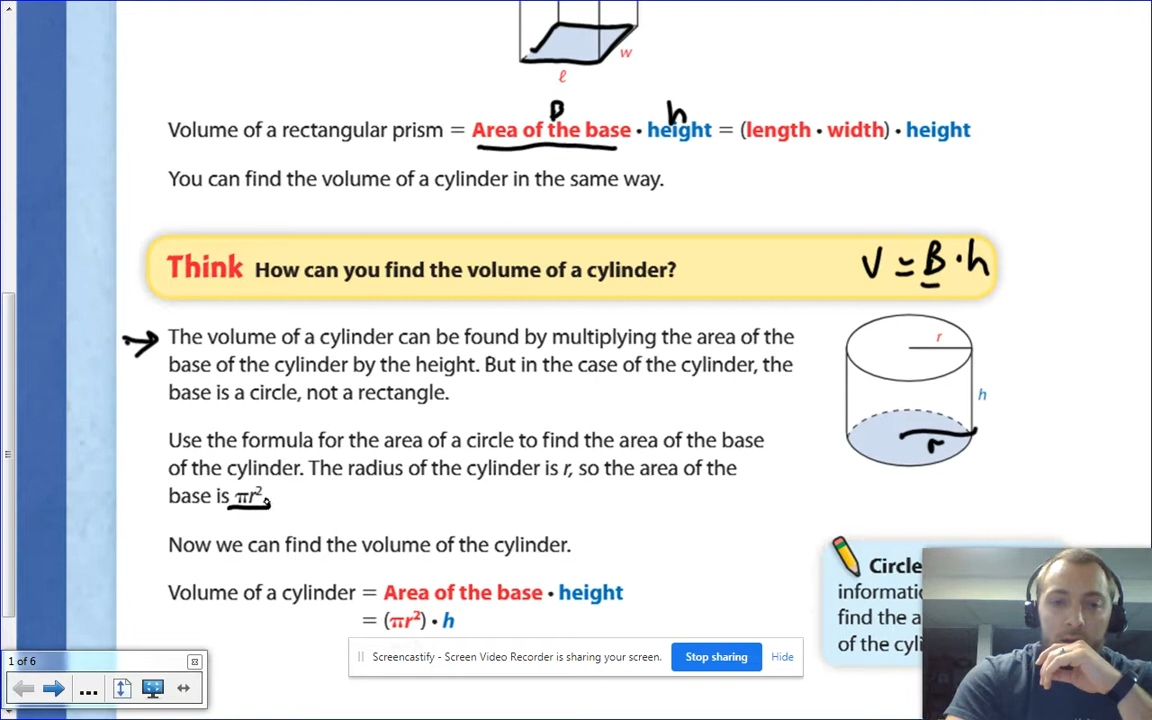 w
ℓ
B h
Volume of a rectangular prism = Area of the base • height = (length • width) • height
You can find the volume of a cylinder in the same way.
Think How can you find the volume of a cylinder?
V = B · h
The volume of a cylinder can be found by multiplying the area of the
base of the cylinder by the height. But in the case of the cylinder, the
base is a circle, not a rectangle.
r
h
r
Use the formula for the area of a circle to find the area of the base
of the cylinder. The radius of the cylinder is r, so the area of the
base is πr².
Now we can find the volume of the cylinder.
Volume of a cylinder = Area of the base • height
= (πr²) • h
Circle
find the a
of the
Screencastify - Screen Video Recorder is sharing your screen.
Stop sharing
Hide
1 of 6